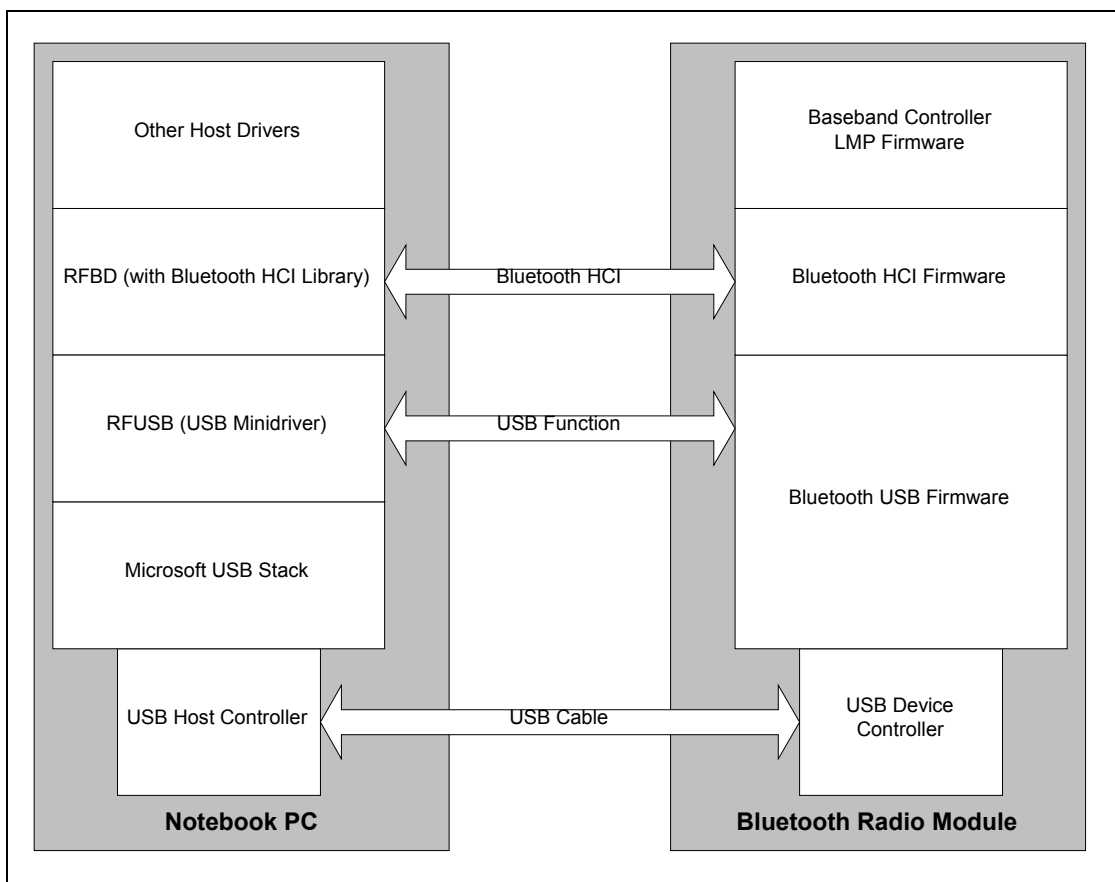 Other Host Drivers
RFBD (with Bluetooth HCI Library)
RFUSB (USB Minidriver)
Microsoft USB Stack
USB Host Controller
Notebook PC
Bluetooth HCI
USB Function
USB Cable
Baseband Controller
LMP Firmware
Bluetooth HCI Firmware
Bluetooth USB Firmware
USB Device
Controller
Bluetooth Radio Module